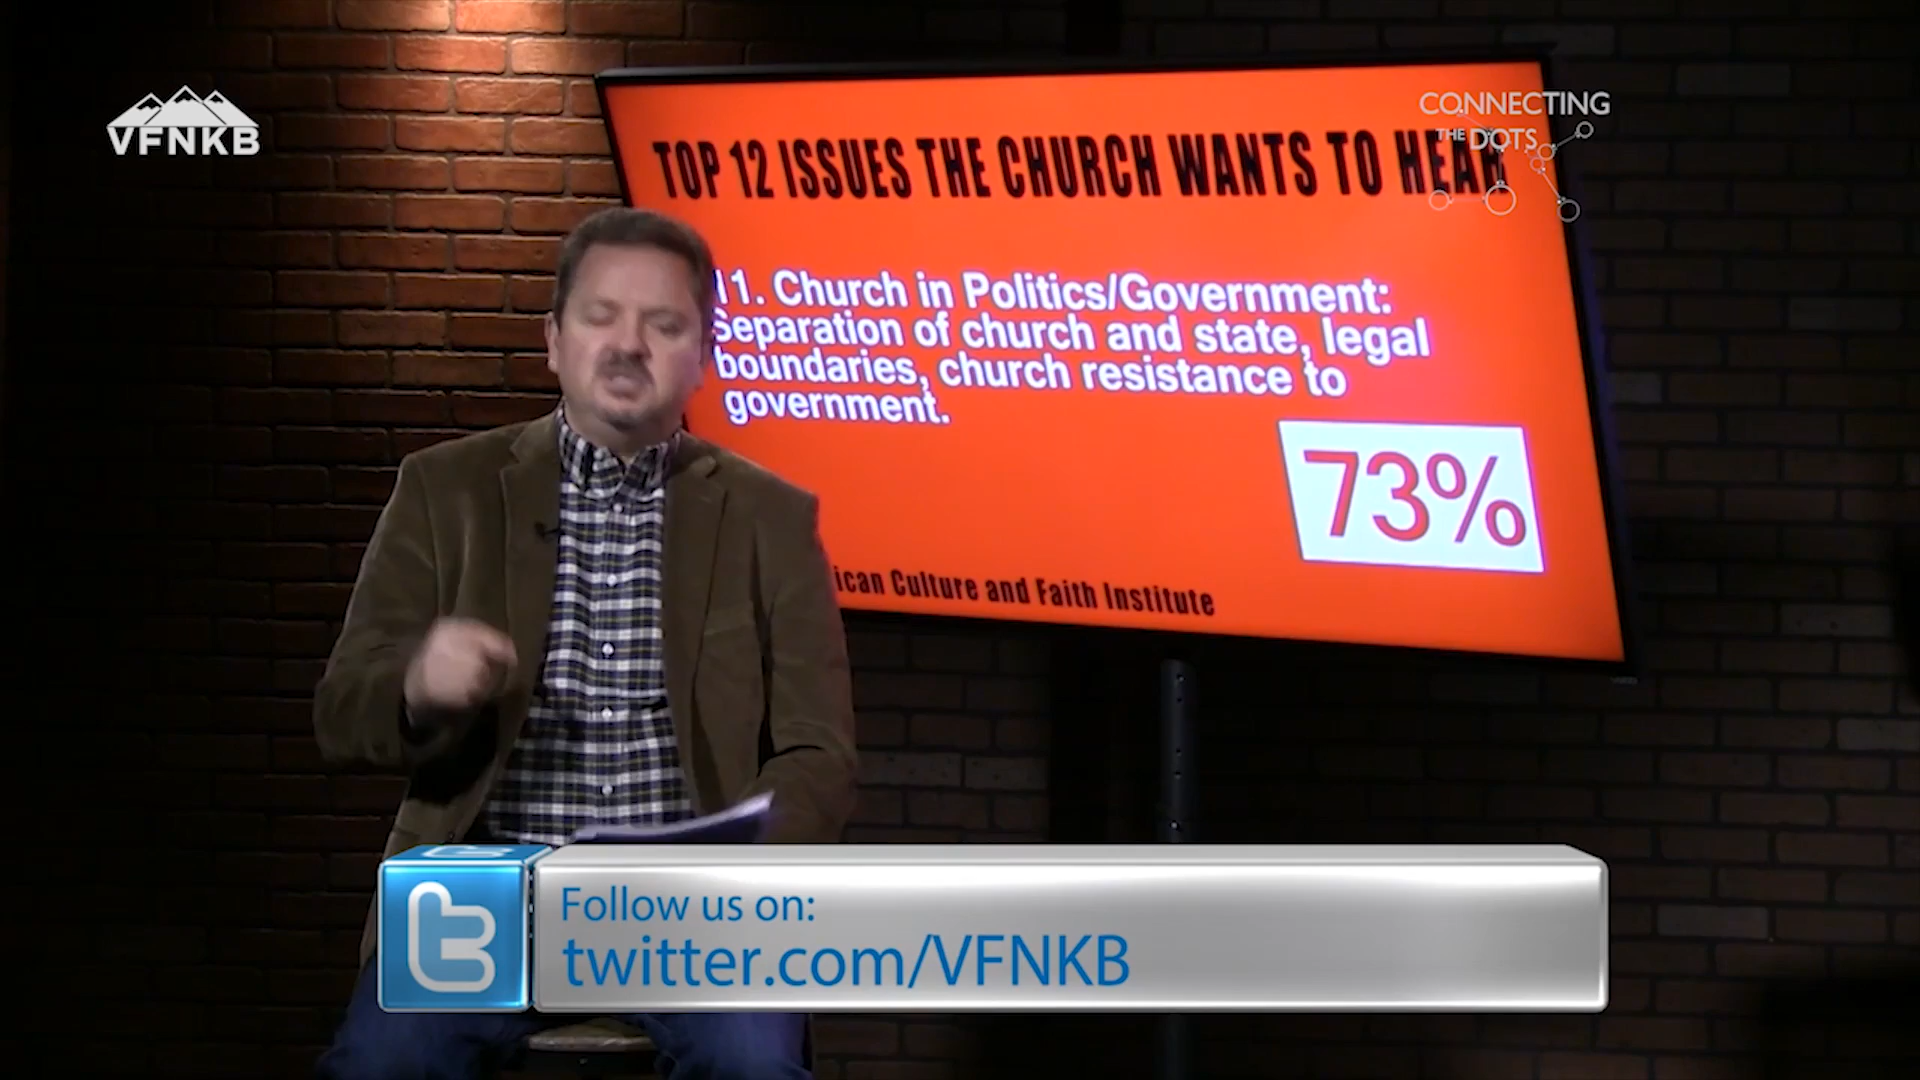 VFNKB
CONNECTING
THE DOTS
TOP 12 ISSUES THE CHURCH WANTS TO HEAR
11. Church in Politics/Government:
Separation of church and state, legal
boundaries, church resistance to
government.
73%
ican Culture and Faith Institute
Follow us on:
twitter.com/VFNKB